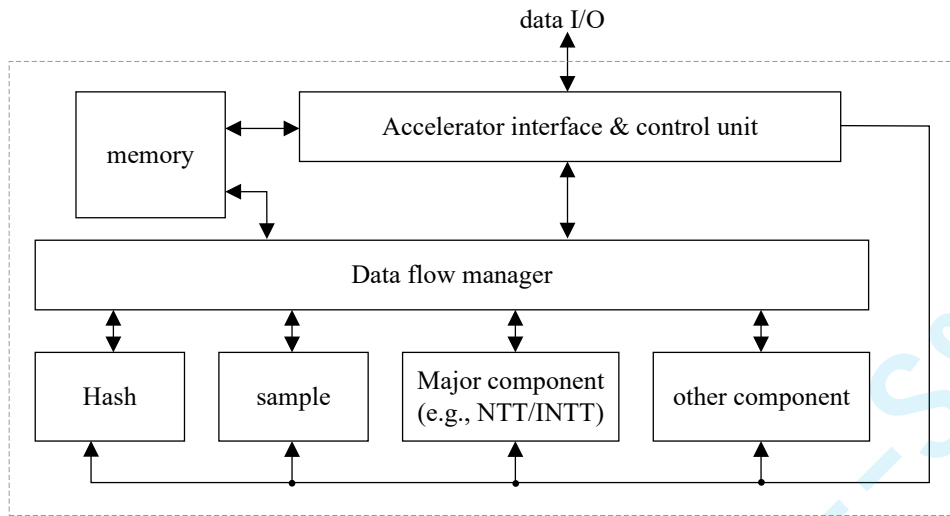 data I/O
Accelerator interface & control unit
memory
Data flow manager
Hash
sample
Major component
(e.g., NTT/INTT)
other component